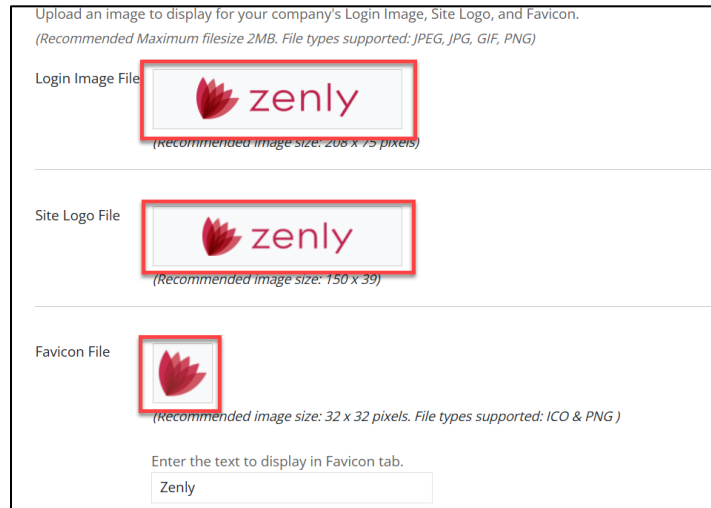 Upload an image to display for your company's Login Image, Site Logo, and Favicon.
(Recommended Maximum filesize 2MB. File types supported: JPEG, JPG, GIF, PNG)
Login Image File
zenly
(Recommended image size: 208 x 75 pixels)
Site Logo File
zenly
(Recommended image size: 150 x 39)
Favicon File
(Recommended image size: 32 x 32 pixels. File types supported: ICO & PNG )
Enter the text to display in Favicon tab.
Zenly